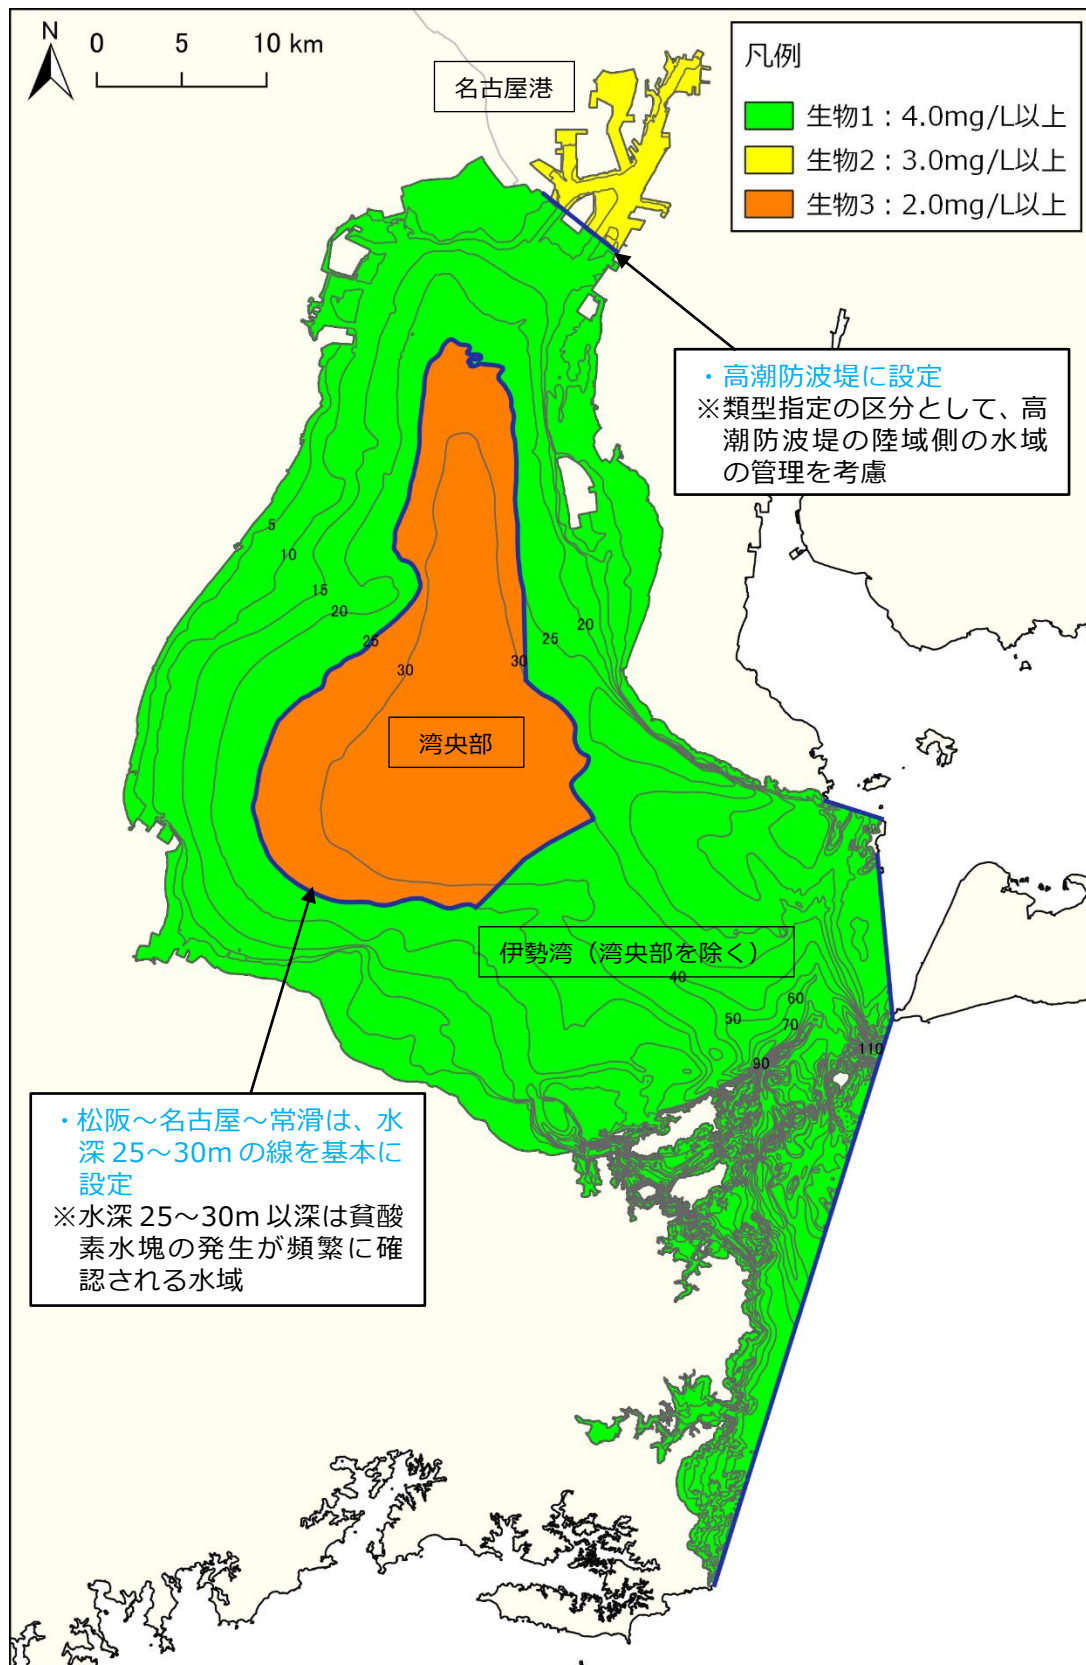 N
0 5 10 km
名古屋港
凡例
生物1：4.0mg/L以上
生物2：3.0mg/L以上
生物3：2.0mg/L以上
・高潮防波堤に設定
※類型指定の区分として、高
潮防波堤の陸域側の水域
の管理を考慮
5
10
15
20
25
30
30
25
20
湾央部
伊勢湾（湾央部を除く）
40
50
60
70
90
110
・松阪～名古屋～常滑は、水
深 25～30m の線を基本に
設定
※水深 25～30m 以深は貧酸
素水塊の発生が頻繁に確
認される水域